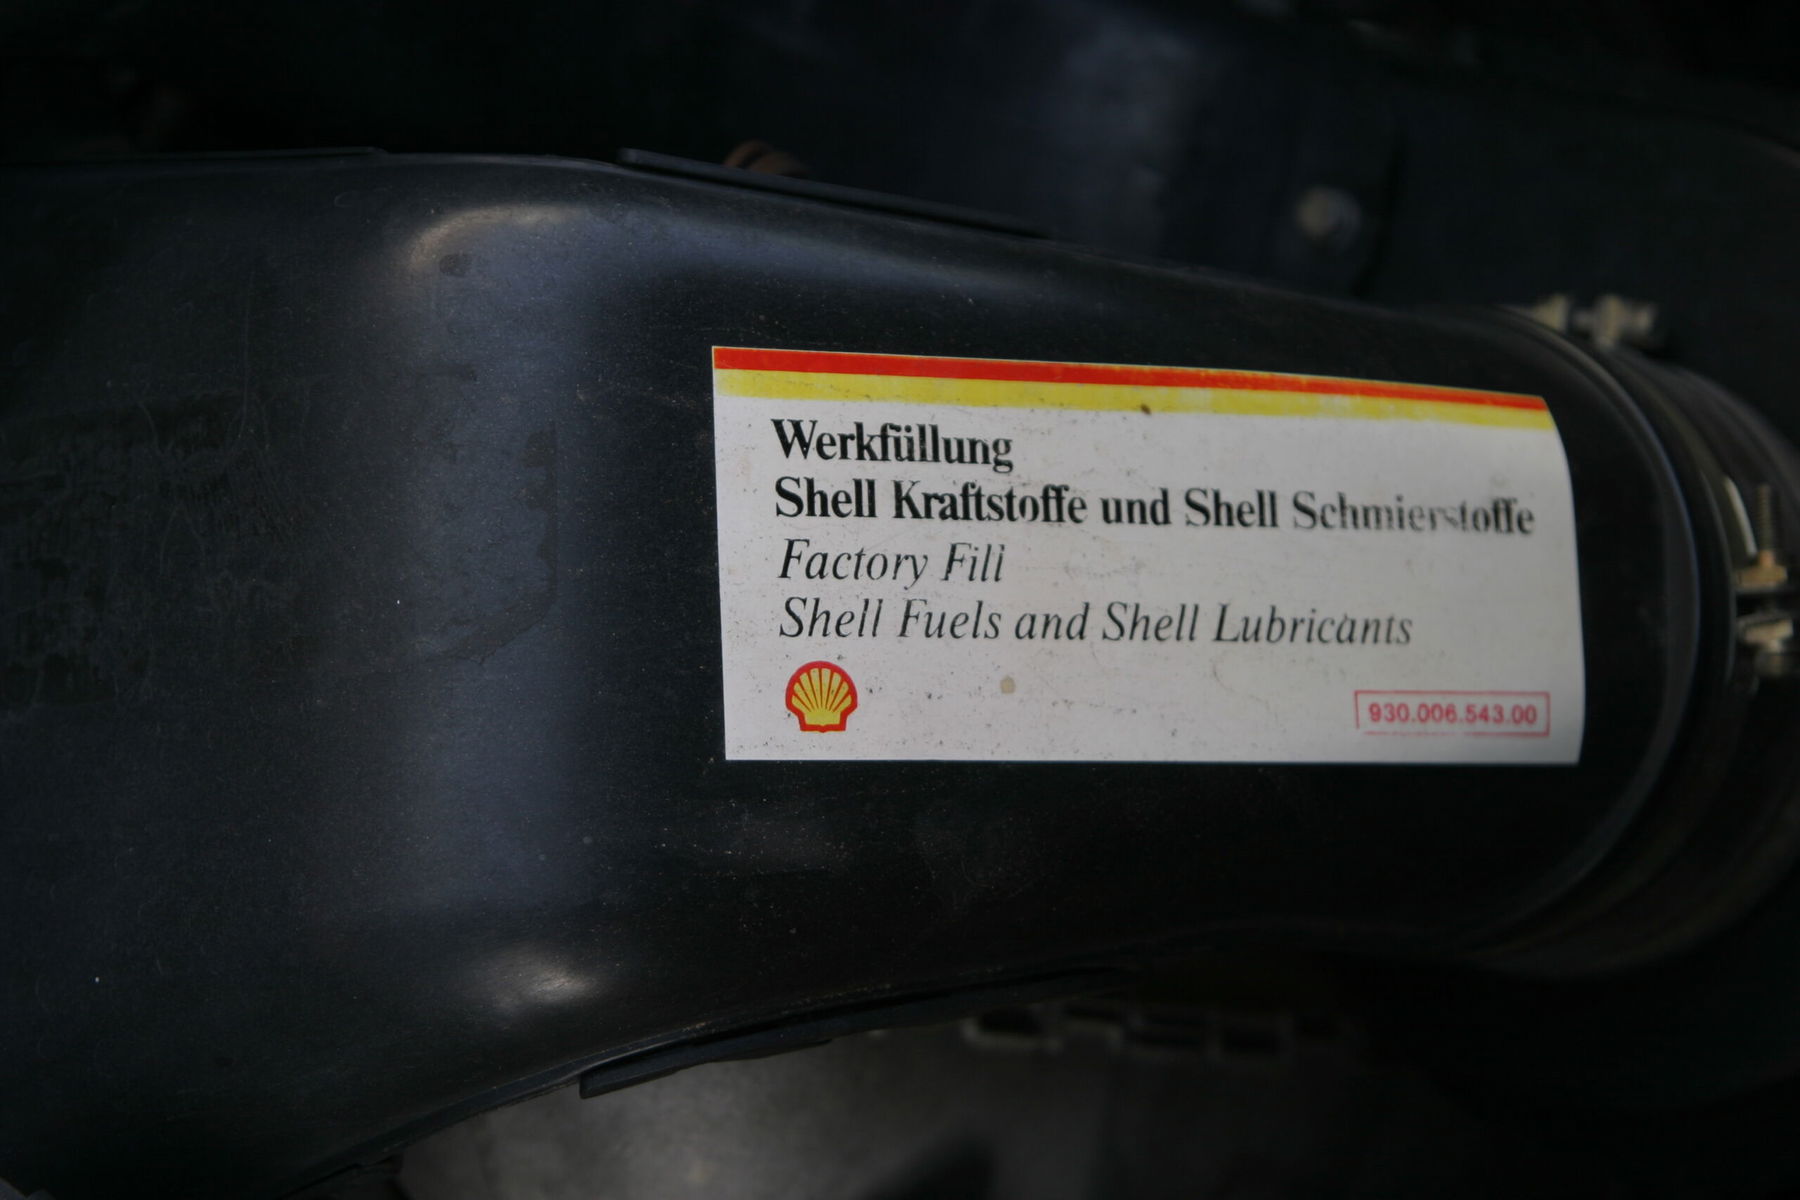 Werkfüllung
Shell Kraftstoffe und Shell Schmierstoffe
Factory Fill
Shell Fuels and Shell Lubricants
930.006.543.00